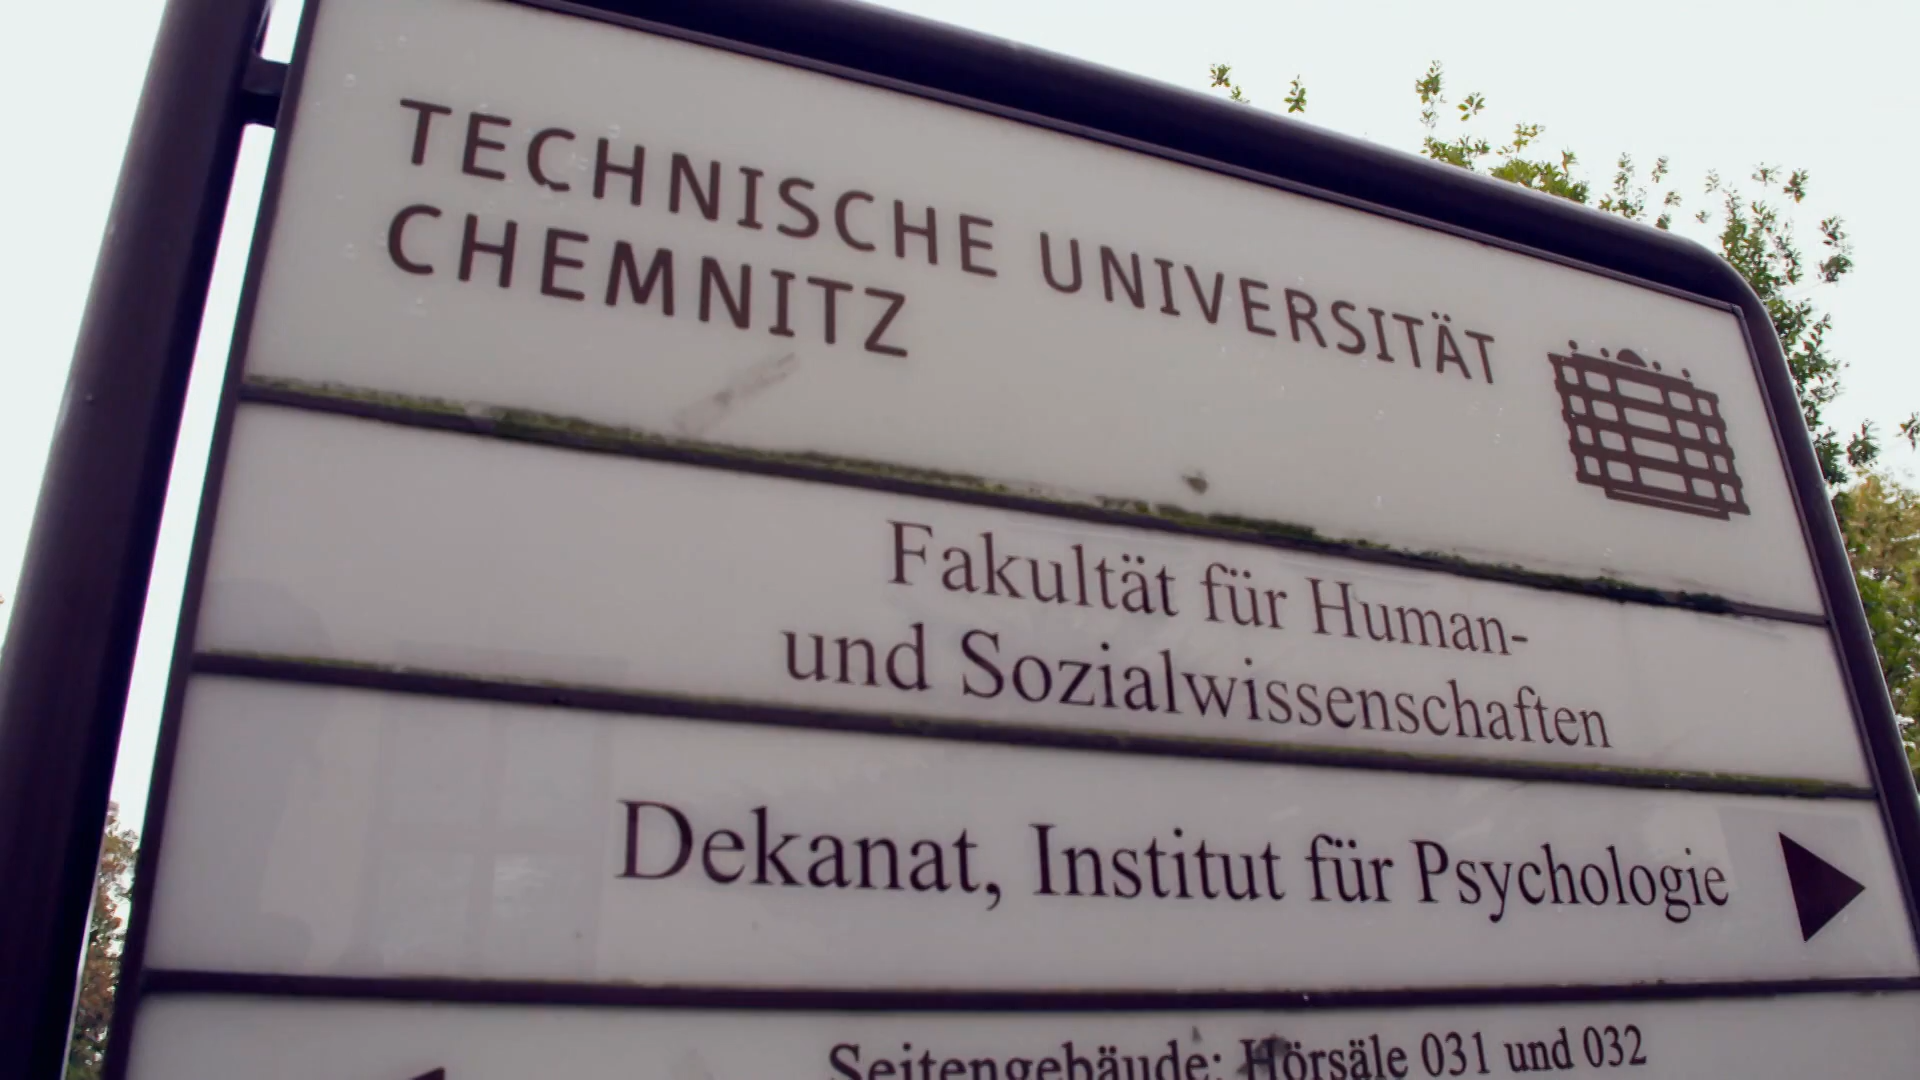 TECHNISCHE UNIVERSITÄT
CHEMNITZ
Fakultät für Human-
und Sozialwissenschaften
Dekanat, Institut für Psychologie
Seitengebäude: Hörsäle 031 und 032